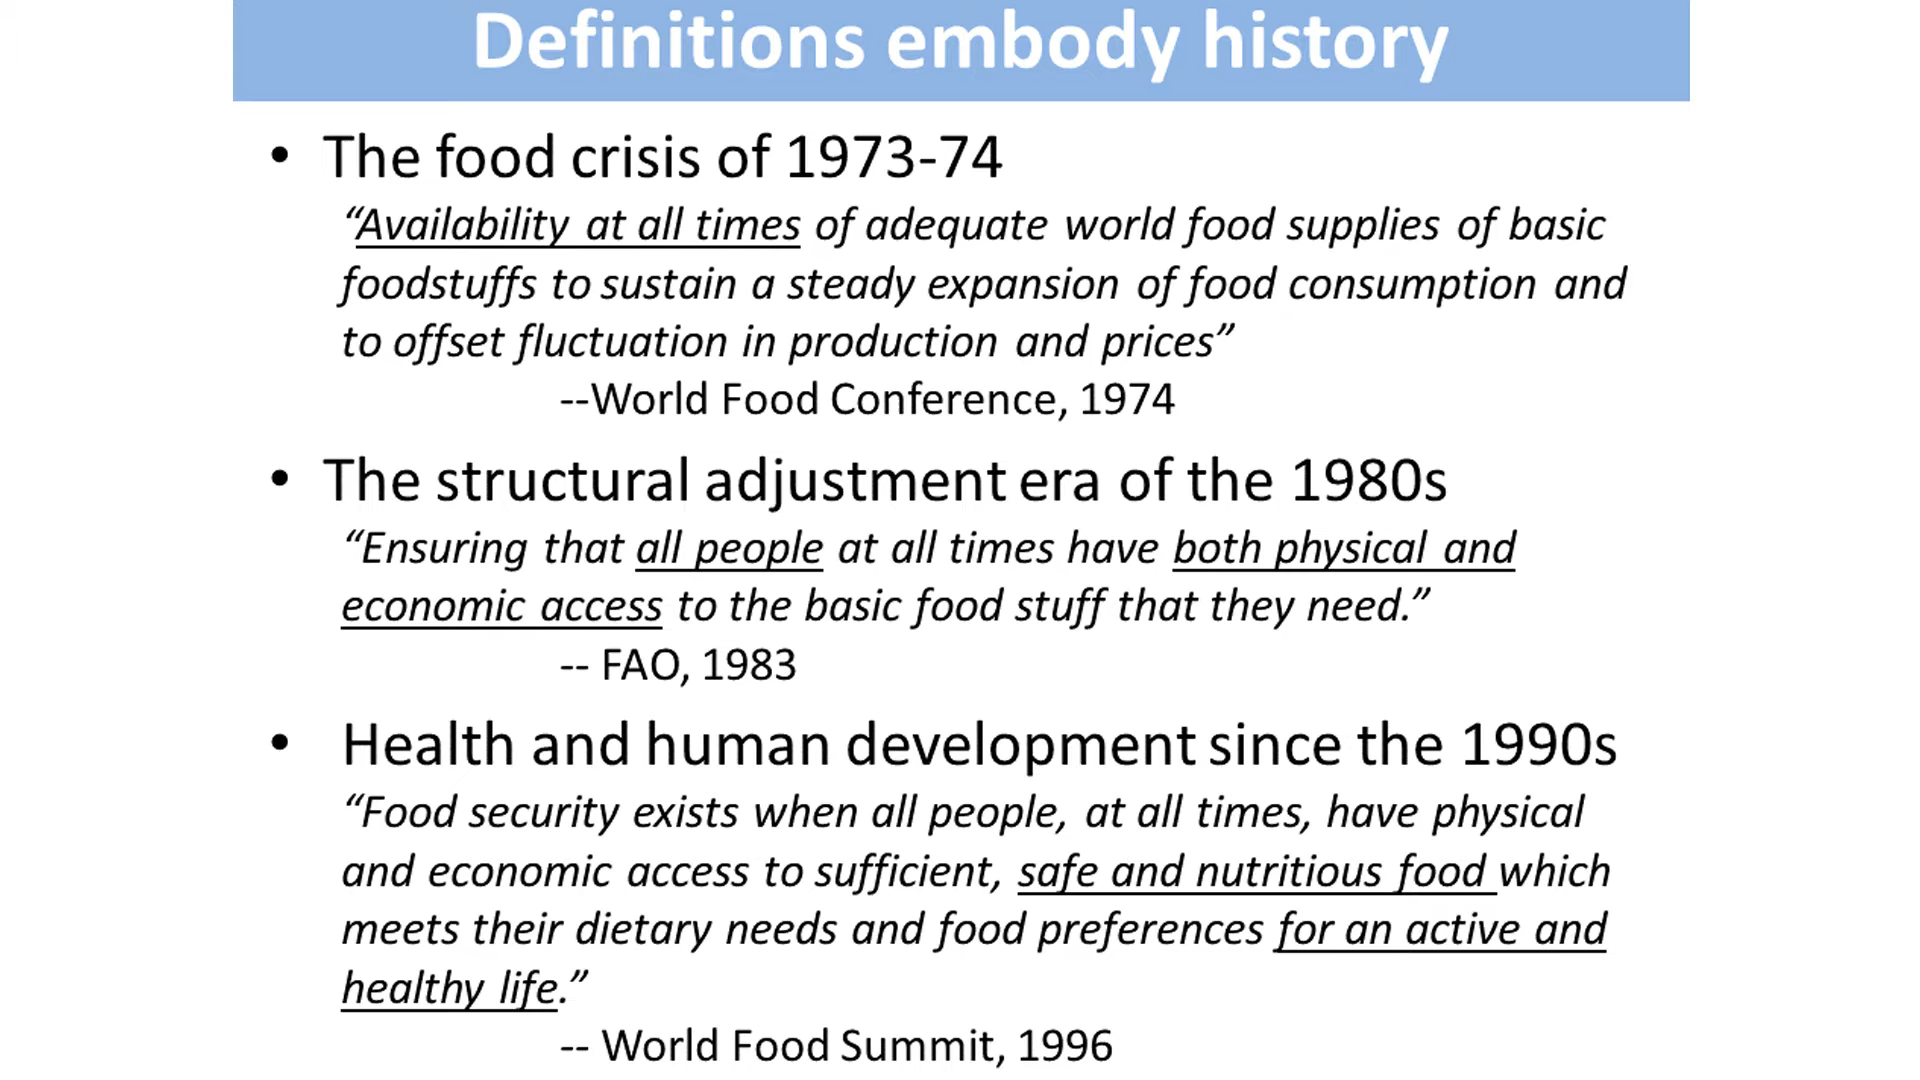 Definitions embody history
• The food crisis of 1973-74
“Availability at all times of adequate world food supplies of basic
foodstuffs to sustain a steady expansion of food consumption and
to offset fluctuation in production and prices”
--World Food Conference, 1974
• The structural adjustment era of the 1980s
“Ensuring that all people at all times have both physical and
economic access to the basic food stuff that they need.”
-- FAO, 1983
• Health and human development since the 1990s
“Food security exists when all people, at all times, have physical
and economic access to sufficient, safe and nutritious food which
meets their dietary needs and food preferences for an active and
healthy life.”
-- World Food Summit, 1996